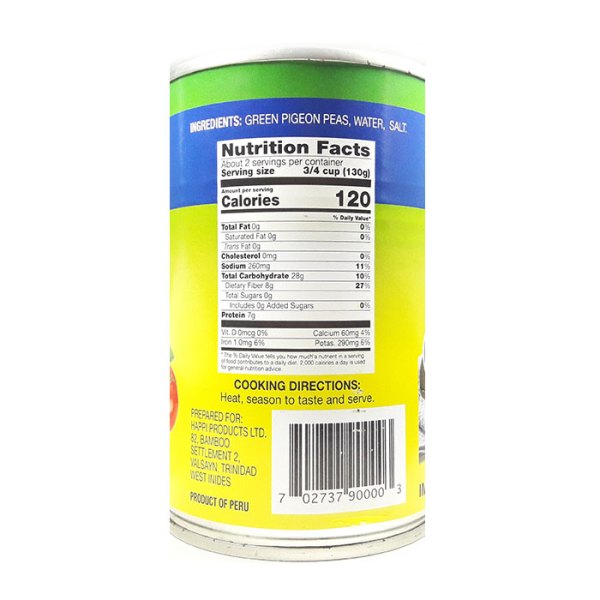 INGREDIENTS: GREEN PIGEON PEAS, WATER, SALT.
Nutrition Facts
About 2 servings per container
Serving size 3/4 cup (130g)
Amount per serving
Calories 120
% Daily Value*
Total Fat 0g 0%
Saturated Fat 0g 0%
Trans Fat 0g
Cholesterol 0mg 0%
Sodium 260mg 11%
Total Carbohydrate 28g 10%
Dietary Fiber 8g 27%
Total Sugars 0g
Includes 0g Added Sugars 0%
Protein 7g
Vit. D 0mcg 0% Calcium 60mg 4%
Iron 1.0mg 6% Potas. 290mg 6%
* The % Daily Value tells you how much a nutrient in a serving
of food contributes to a daily diet. 2,000 calories a day is used
for general nutrition advice.
COOKING DIRECTIONS:
Heat, season to taste and serve.
PREPARED FOR:
HAPPI PRODUCTS LTD.
82, BAMBOO
SETTLEMENT 2,
VALSAYN, TRINIDAD
WEST INIDES
PRODUCT OF PERU
7 02737 90000 3